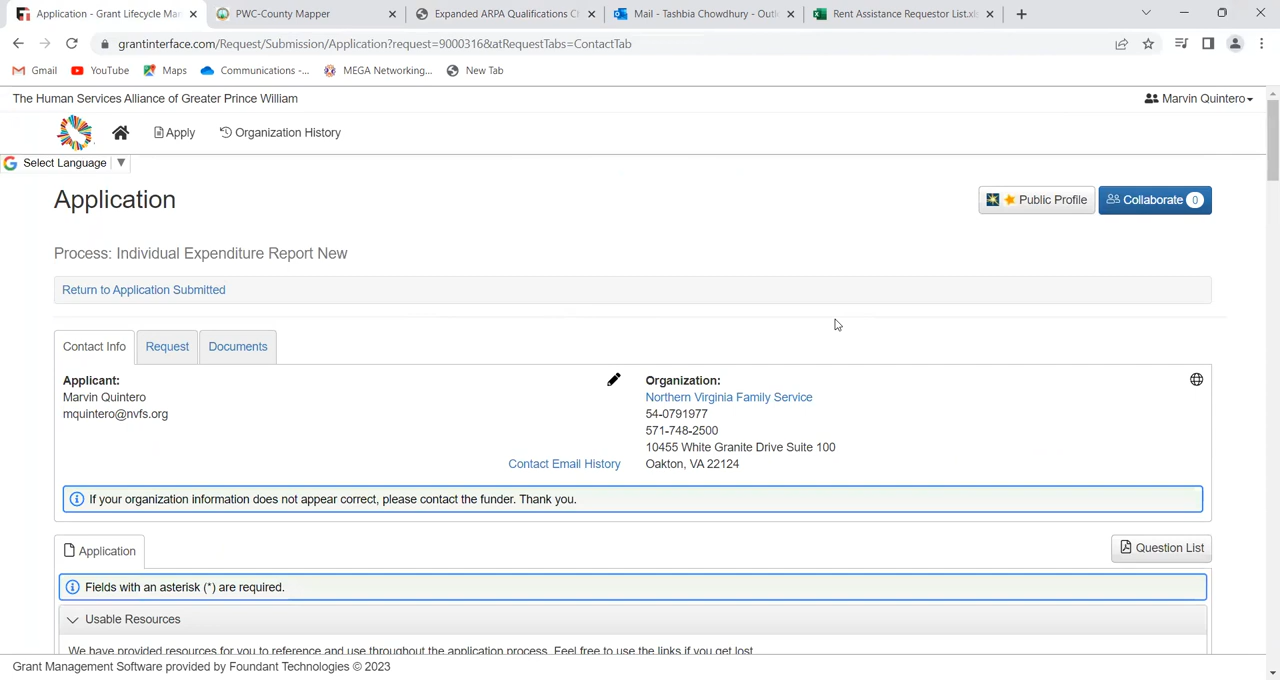 Application - Grant Lifecycle Ma
PWC-County Mapper
Expanded ARPA Qualifications Ch
Mail - Tashbia Chowdhury - Outl
Rent Assistance Requestor List.xl
grantinterface.com/Request/Submission/Application?request=9000316&atRequestTabs=ContactTab
Gmail
YouTube
Maps
Communications -...
MEGA Networking...
New Tab
The Human Services Alliance of Greater Prince William
Marvin Quintero
Apply
Organization History
Select Language
Application
Public Profile
Collaborate 0
Process: Individual Expenditure Report New
Return to Application Submitted
Contact Info
Request
Documents
Applicant:
Marvin Quintero
mquintero@nvfs.org
Contact Email History
Organization:
Northern Virginia Family Service
54-0791977
571-748-2500
10455 White Granite Drive Suite 100
Oakton, VA 22124
If your organization information does not appear correct, please contact the funder. Thank you.
Application
Question List
Fields with an asterisk (*) are required.
Usable Resources
We have provided resources for you to reference and use throughout the application process. Feel free to use the links if you get lost
Grant Management Software provided by Foundant Technologies © 2023